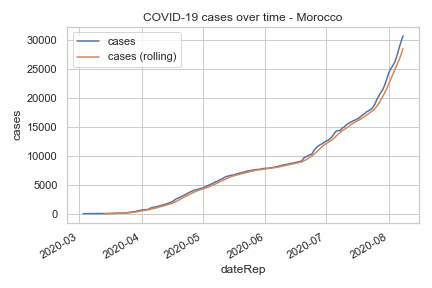 COVID-19 cases over time - Morocco
cases
cases (rolling)
30000
25000
20000
15000
10000
5000
0
cases
2020-03
2020-04
2020-05
2020-06
2020-07
2020-08
dateRep